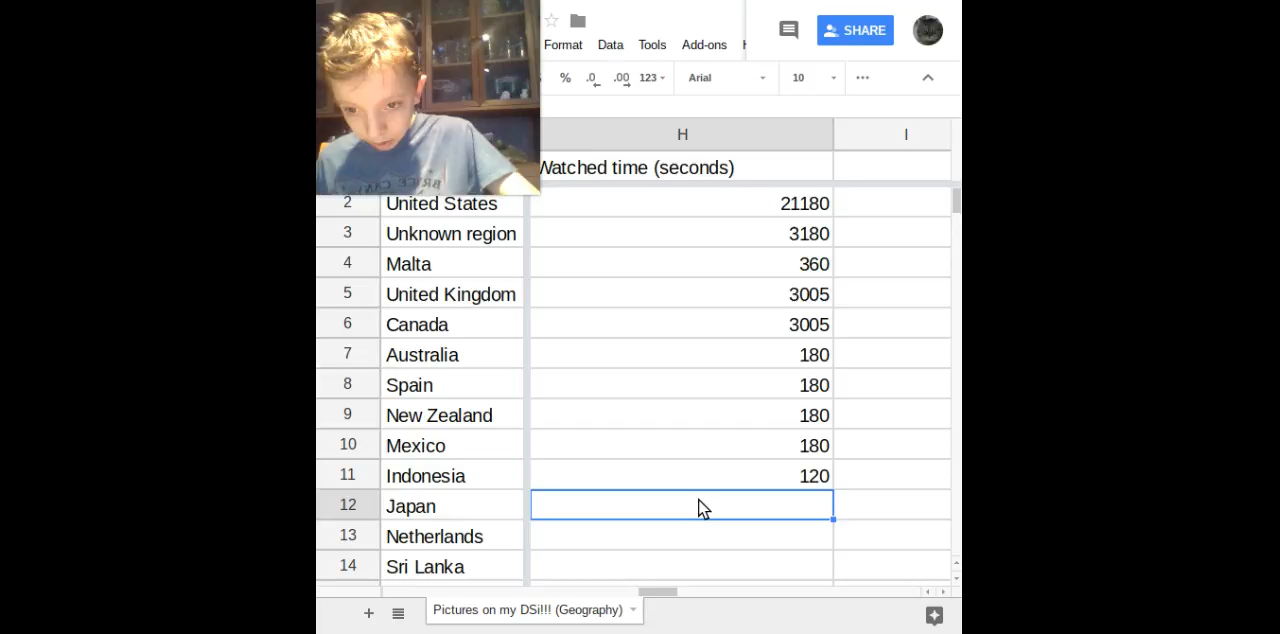 Format Data Tools Add-ons
SHARE
% .0 .00 123 Arial 10
H I
Watched time (seconds)
2 United States 21180
3 Unknown region 3180
4 Malta 360
5 United Kingdom 3005
6 Canada 3005
7 Australia 180
8 Spain 180
9 New Zealand 180
10 Mexico 180
11 Indonesia 120
12 Japan
13 Netherlands
14 Sri Lanka
Pictures on my DSi!!! (Geography)